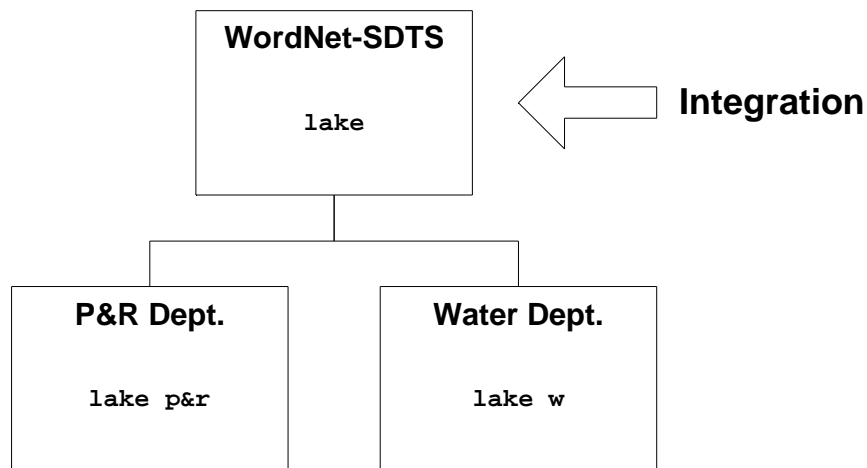 WordNet-SDTS
lake
Integration
P&R Dept.
lake p&r
Water Dept.
lake w